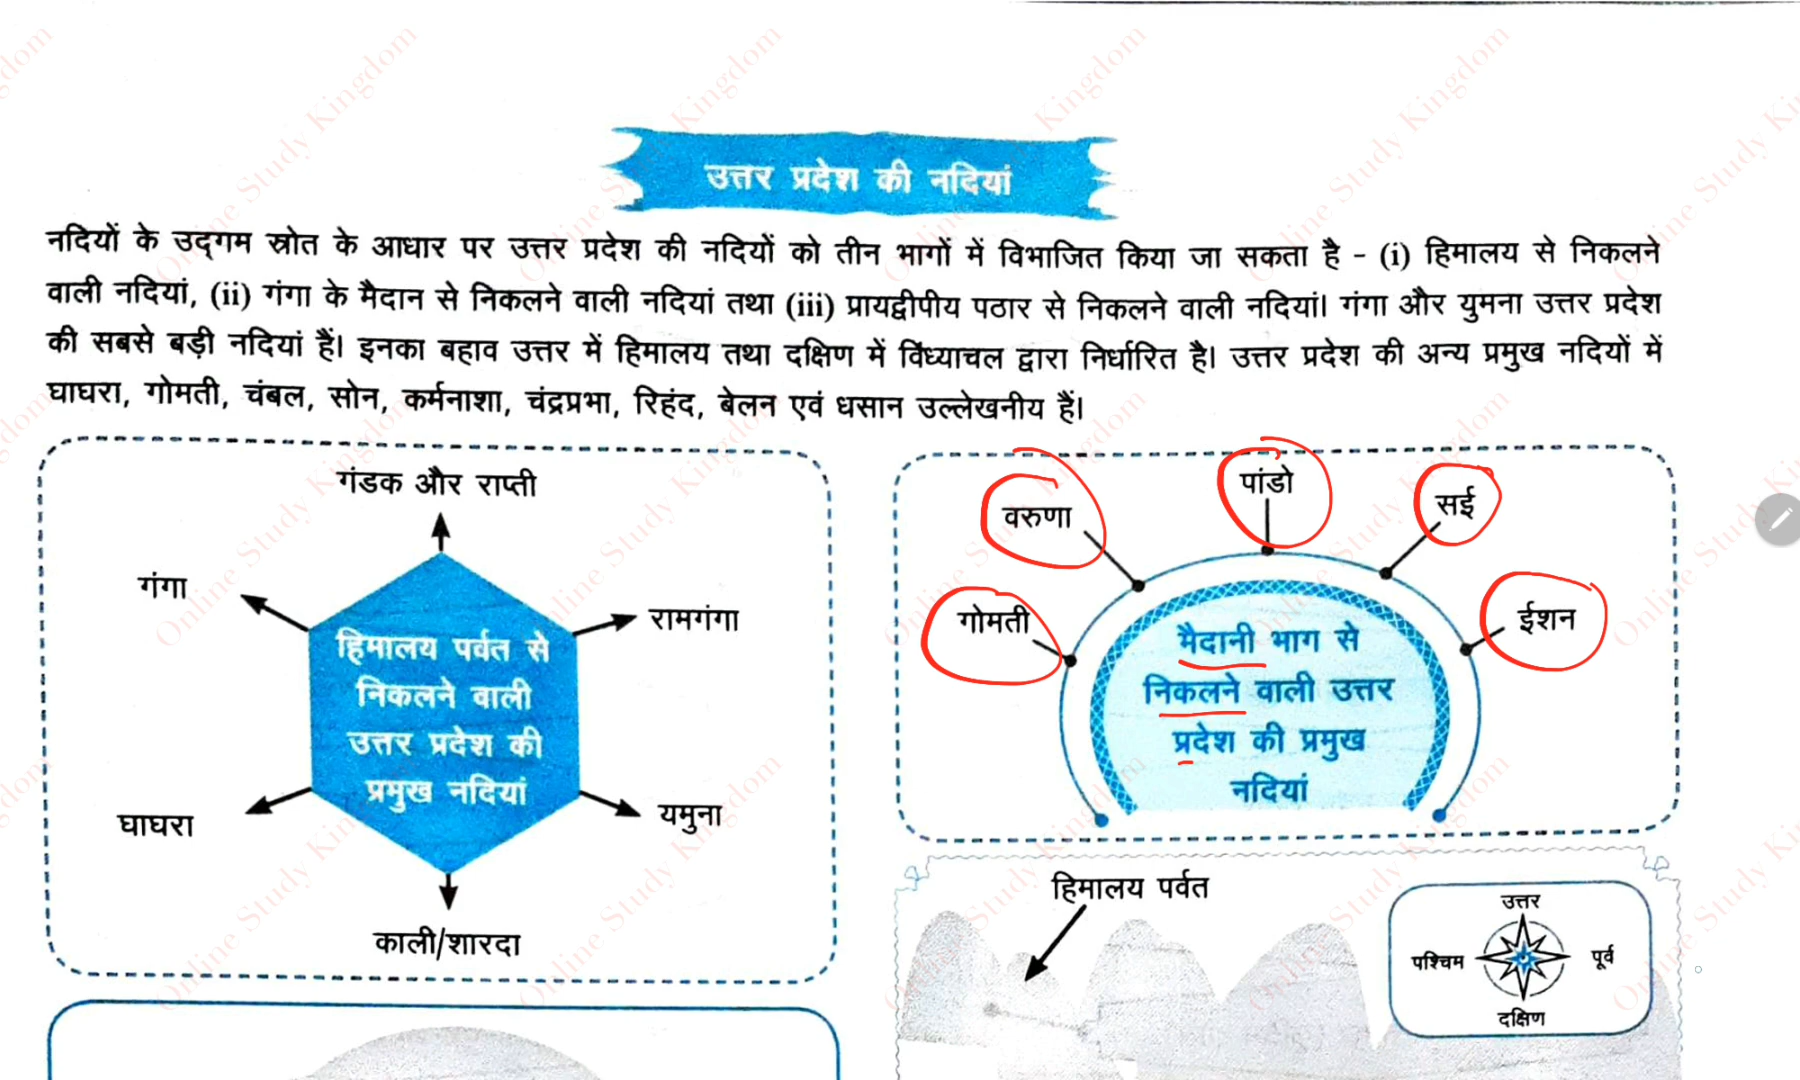 उत्तर प्रदेश की नदियां
नदियों के उद्‌गम स्रोत के आधार पर उत्तर प्रदेश की नदियों को तीन भागों में विभाजित किया जा सकता है - (i) हिमालय से निकलने
वाली नदियां, (ii) गंगा के मैदान से निकलने वाली नदियां तथा (iii) प्रायद्वीपीय पठार से निकलने वाली नदियां। गंगा और युमना उत्तर प्रदेश
की सबसे बड़ी नदियां हैं। इनका बहाव उत्तर में हिमालय तथा दक्षिण में विंध्याचल द्वारा निर्धारित है। उत्तर प्रदेश की अन्य प्रमुख नदियों में
घाघरा, गोमती, चंबल, सोन, कर्मनाशा, चंद्रप्रभा, रिहंद, बेलन एवं धसान उल्लेखनीय हैं।
गंडक और राप्ती
गंगा
रामगंगा
हिमालय पर्वत से
निकलने वाली
उत्तर प्रदेश की
प्रमुख नदियां
घाघरा
यमुना
काली/शारदा
वरुणा
पांडो
सई
गोमती
ईशन
मैदानी भाग से
निकलने वाली उत्तर
प्रदेश की प्रमुख
नदियां
हिमालय पर्वत
उत्तर
पश्चिम
पूर्व
दक्षिण
Online Study Kingdom